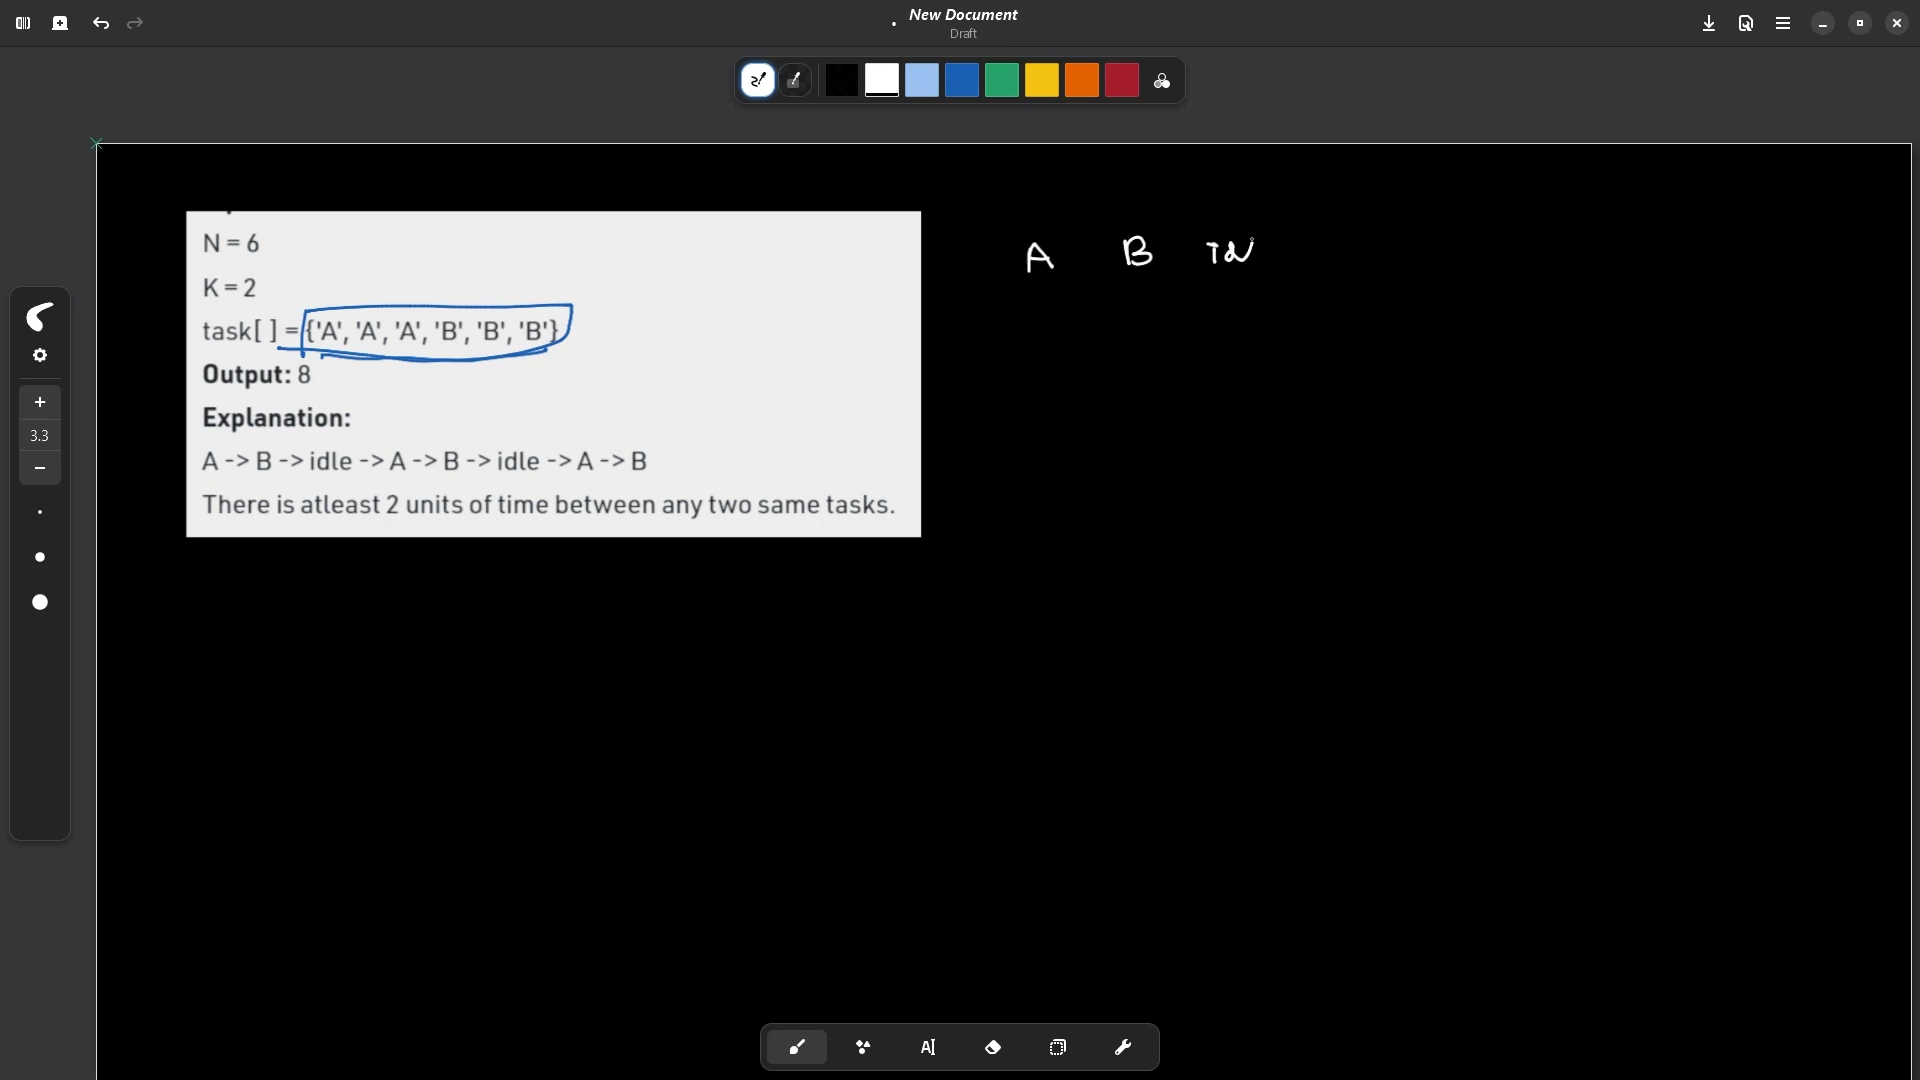 New Document
Draft
N = 6
K = 2
task[ ] = {'A', 'A', 'A', 'B', 'B', 'B'}
Output: 8
Explanation:
A -> B -> idle -> A -> B -> idle -> A -> B
There is atleast 2 units of time between any two same tasks.
A B
+
3.3
−